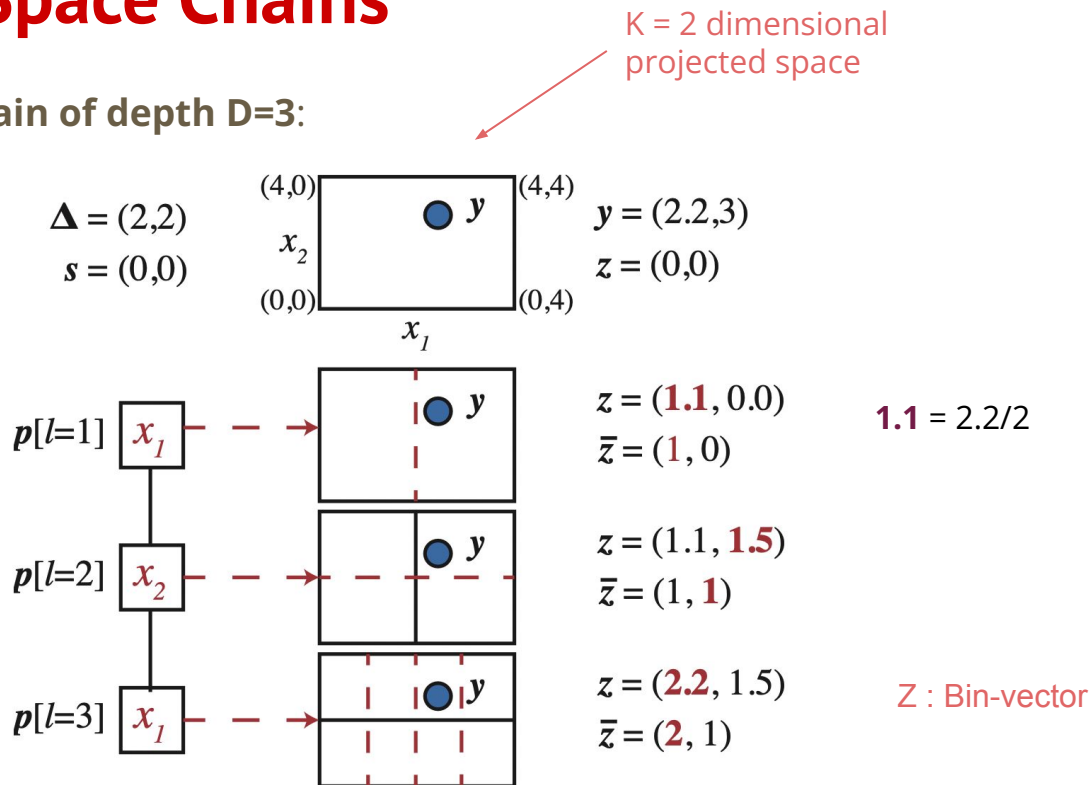 Space Chains
K = 2 dimensional
projected space
ain of depth D=3:
Δ = (2,2)
s = (0,0)
(4,0)
(4,4)
y
x₂
(0,0)
(0,4)
x₁
y = (2.2,3)
z = (0,0)
p[l=1]
x₁
y
z = (1.1, 0.0)
z̄ = (1, 0)
1.1 = 2.2/2
p[l=2]
x₂
y
z = (1.1, 1.5)
z̄ = (1, 1)
p[l=3]
x₁
y
z = (2.2, 1.5)
z̄ = (2, 1)
Z : Bin-vector